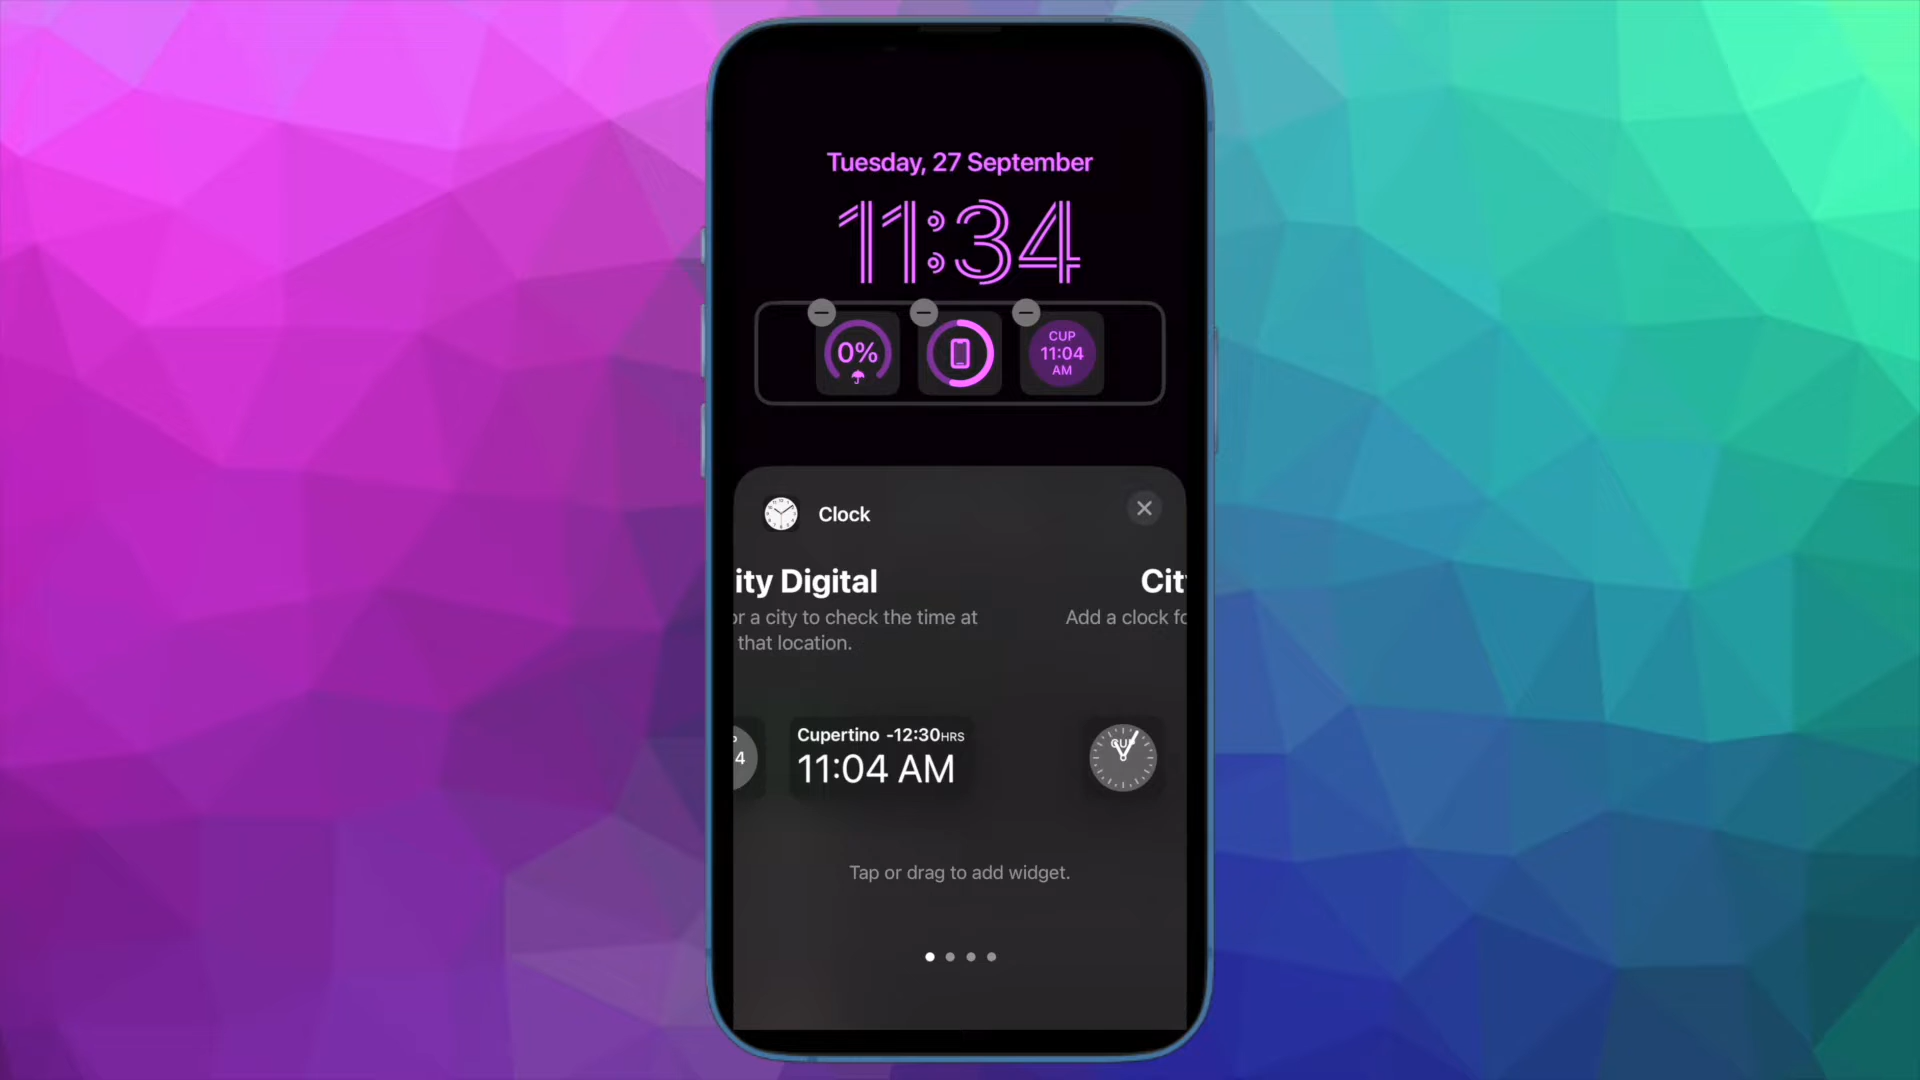 Tuesday, 27 September
11:34
0%
CUP
11:04
AM
Clock
ity Digital
Cit
or a city to check the time at
that location.
Add a clock fo
4
Cupertino -12:30HRS
11:04 AM
CUP
Tap or drag to add widget.